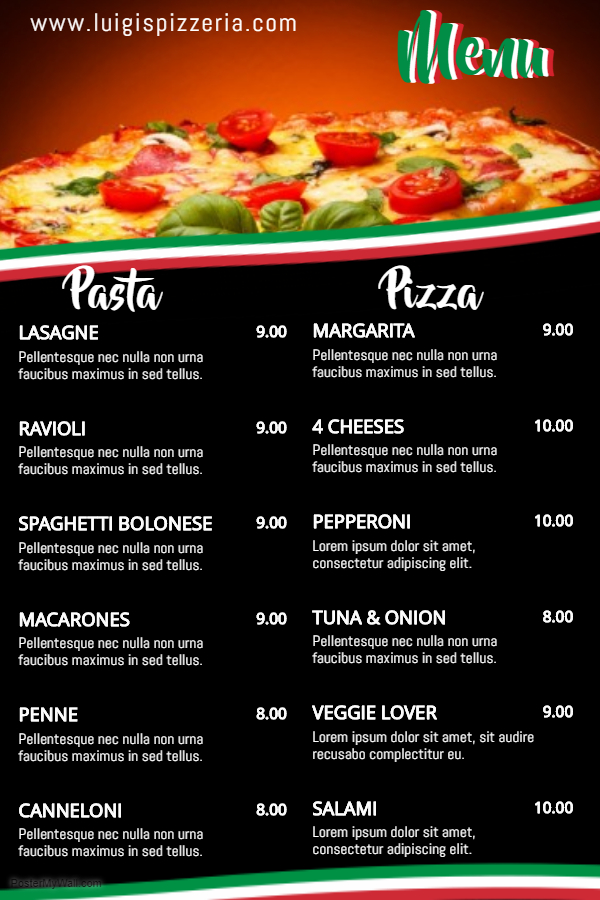 www.luigispizzeria.com
Menu
Pasta
LASAGNE 9.00
Pellentesque nec nulla non urna
faucibus maximus in sed tellus.
RAVIOLI 9.00
Pellentesque nec nulla non urna
faucibus maximus in sed tellus.
SPAGHETTI BOLONESE 9.00
Pellentesque nec nulla non urna
faucibus maximus in sed tellus.
MACARONES 9.00
Pellentesque nec nulla non urna
faucibus maximus in sed tellus.
PENNE 8.00
Pellentesque nec nulla non urna
faucibus maximus in sed tellus.
CANNELONI 8.00
Pellentesque nec nulla non urna
faucibus maximus in sed tellus.
Pizza
MARGARITA 9.00
Pellentesque nec nulla non urna
faucibus maximus in sed tellus.
4 CHEESES 10.00
Pellentesque nec nulla non urna
faucibus maximus in sed tellus.
PEPPERONI 10.00
Lorem ipsum dolor sit amet,
consectetur adipiscing elit.
TUNA & ONION 8.00
Pellentesque nec nulla non urna
faucibus maximus in sed tellus.
VEGGIE LOVER 9.00
Lorem ipsum dolor sit amet, sit audire
recusabo complectitur eu.
SALAMI 10.00
Lorem ipsum dolor sit amet,
consectetur adipiscing elit.
PosterMyWall.com